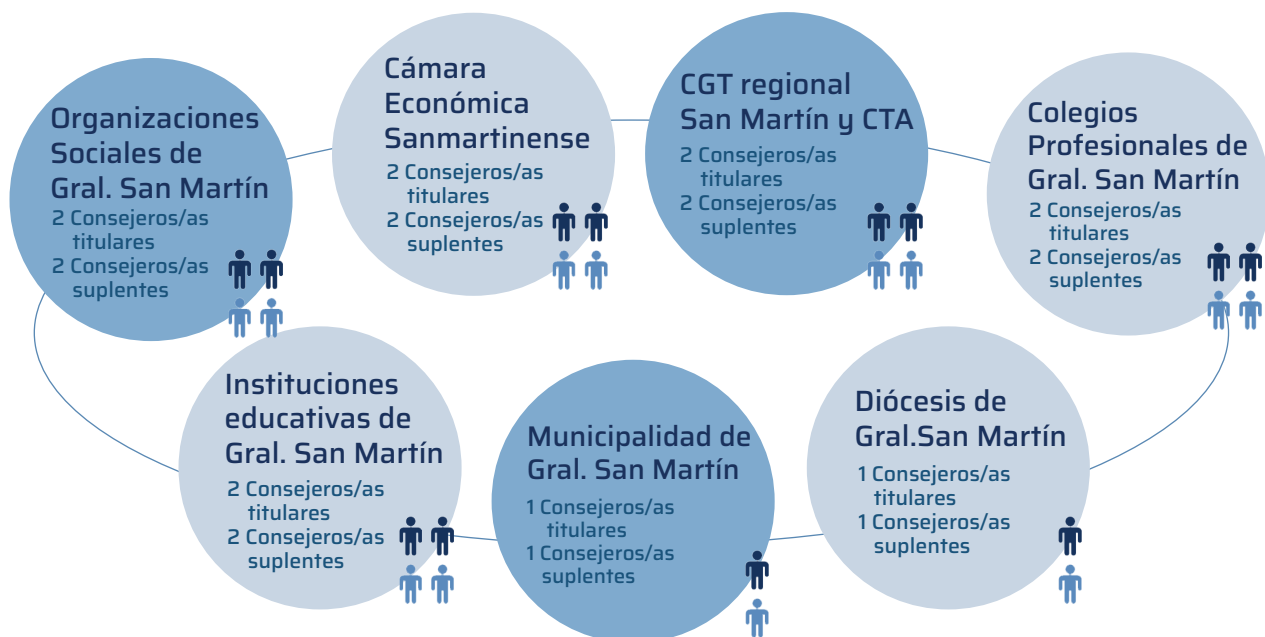 Organizaciones
Sociales de
Gral. San Martín
2 Consejeros/as
titulares
2 Consejeros/as
suplentes
Cámara
Económica
Sanmartinense
2 Consejeros/as
titulares
2 Consejeros/as
suplentes
CGT regional
San Martín y CTA
2 Consejeros/as
titulares
2 Consejeros/as
suplentes
Colegios
Profesionales de
Gral. San Martín
2 Consejeros/as
titulares
2 Consejeros/as
suplentes
Instituciones
educativas de
Gral. San Martín
2 Consejeros/as
titulares
2 Consejeros/as
suplentes
Municipalidad de
Gral. San Martín
1 Consejeros/as
titulares
1 Consejeros/as
suplentes
Diócesis de
Gral.San Martín
1 Consejeros/as
titulares
1 Consejeros/as
suplentes